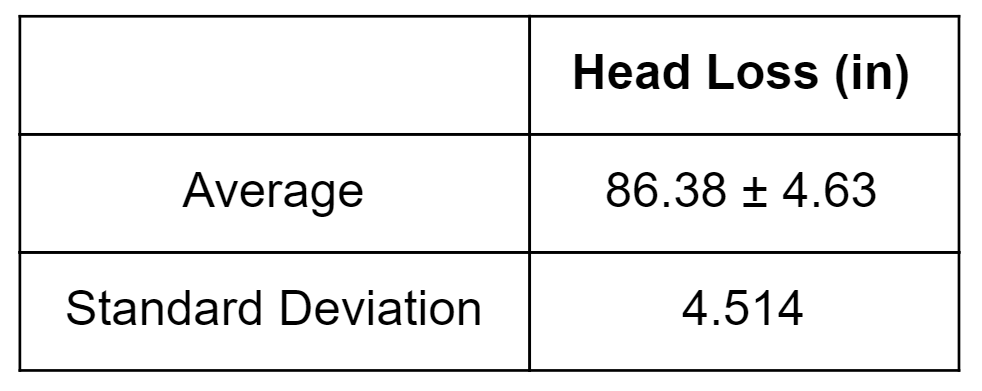 Head Loss (in)
Average 86.38 ± 4.63
Standard Deviation 4.514